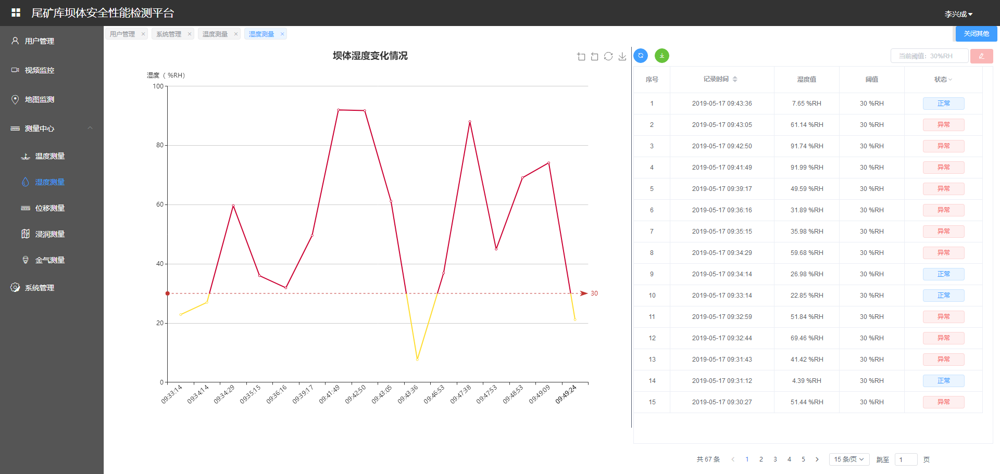 尾矿库坝体安全性能检测平台
李兴成
用户管理
视频监控
地图监测
测量中心
温度测量
湿度测量
位移测量
浸润测量
金气测量
系统管理
用户管理 × 系统管理 × 温度测量 × 湿度测量 ×
关闭其他
坝体湿度变化情况
湿度（ %RH)
100
80
60
40
30
20
0
09:33:14 09:34:14 09:34:29 09:35:15 09:36:16 09:39:17 09:41:49 09:42:50 09:43:05 09:43:36 09:46:53 09:47:38 09:47:53 09:48:53 09:49:09 09:49:24
当前阈值：30%RH
序号 记录时间 湿度值 阈值 状态
1 2019-05-17 09:43:36 7.65 %RH 30 %RH 正常
2 2019-05-17 09:43:05 61.14 %RH 30 %RH 异常
3 2019-05-17 09:42:50 91.74 %RH 30 %RH 异常
4 2019-05-17 09:41:49 91.99 %RH 30 %RH 异常
5 2019-05-17 09:39:17 49.59 %RH 30 %RH 异常
6 2019-05-17 09:36:16 31.89 %RH 30 %RH 异常
7 2019-05-17 09:35:15 35.98 %RH 30 %RH 异常
8 2019-05-17 09:34:29 59.68 %RH 30 %RH 异常
9 2019-05-17 09:34:14 26.98 %RH 30 %RH 正常
10 2019-05-17 09:33:14 22.85 %RH 30 %RH 正常
11 2019-05-17 09:32:59 51.84 %RH 30 %RH 异常
12 2019-05-17 09:32:44 69.46 %RH 30 %RH 异常
13 2019-05-17 09:31:43 41.42 %RH 30 %RH 异常
14 2019-05-17 09:31:12 4.39 %RH 30 %RH 正常
15 2019-05-17 09:30:27 51.44 %RH 30 %RH 异常
共 67 条 1 2 3 4 5 15 条/页 跳至 1 页